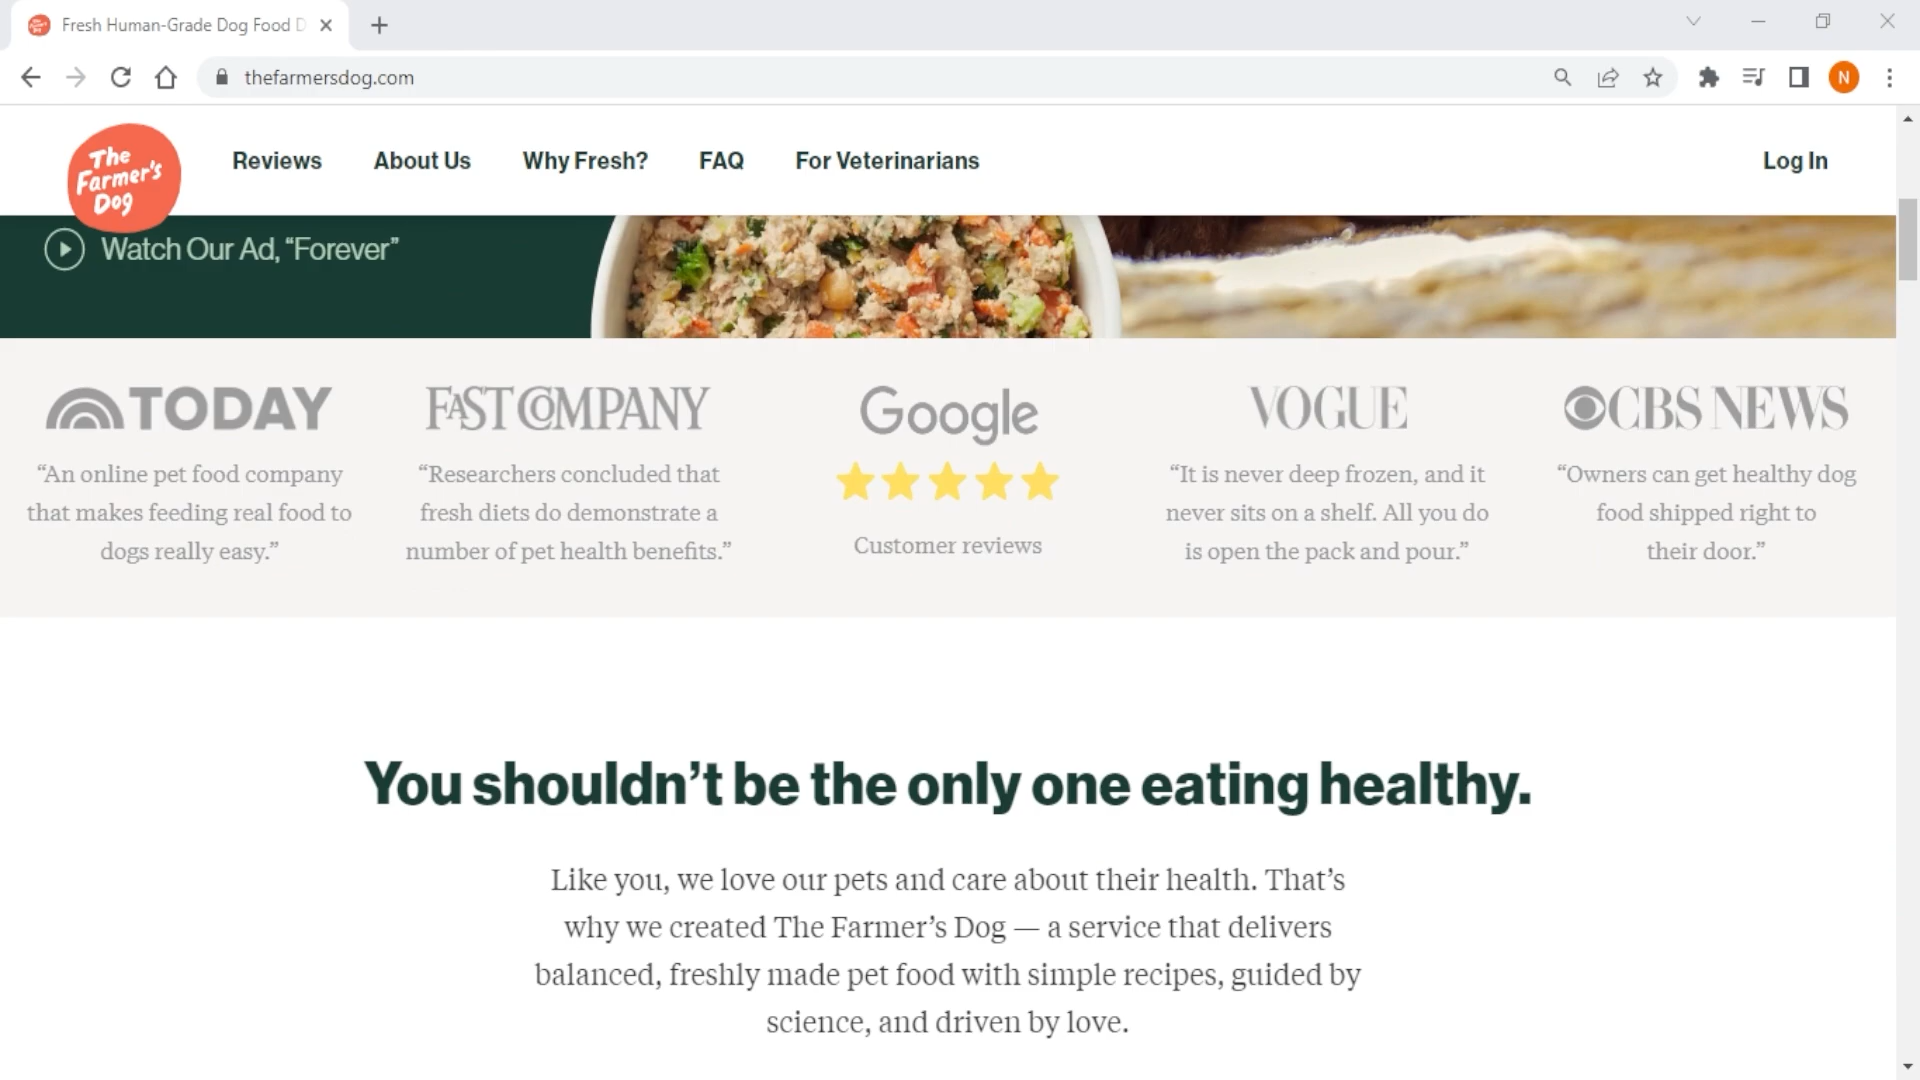 Fresh Human-Grade Dog Food D
thefarmersdog.com
N
The Farmer's Dog
Reviews
About Us
Why Fresh?
FAQ
For Veterinarians
Log In
Watch Our Ad, “Forever”
TODAY
“An online pet food company
that makes feeding real food to
dogs really easy.”
FAST COMPANY
“Researchers concluded that
fresh diets do demonstrate a
number of pet health benefits.”
Google
Customer reviews
VOGUE
“It is never deep frozen, and it
never sits on a shelf. All you do
is open the pack and pour.”
CBS NEWS
“Owners can get healthy dog
food shipped right to
their door.”
You shouldn’t be the only one eating healthy.
Like you, we love our pets and care about their health. That’s
why we created The Farmer’s Dog — a service that delivers
balanced, freshly made pet food with simple recipes, guided by
science, and driven by love.